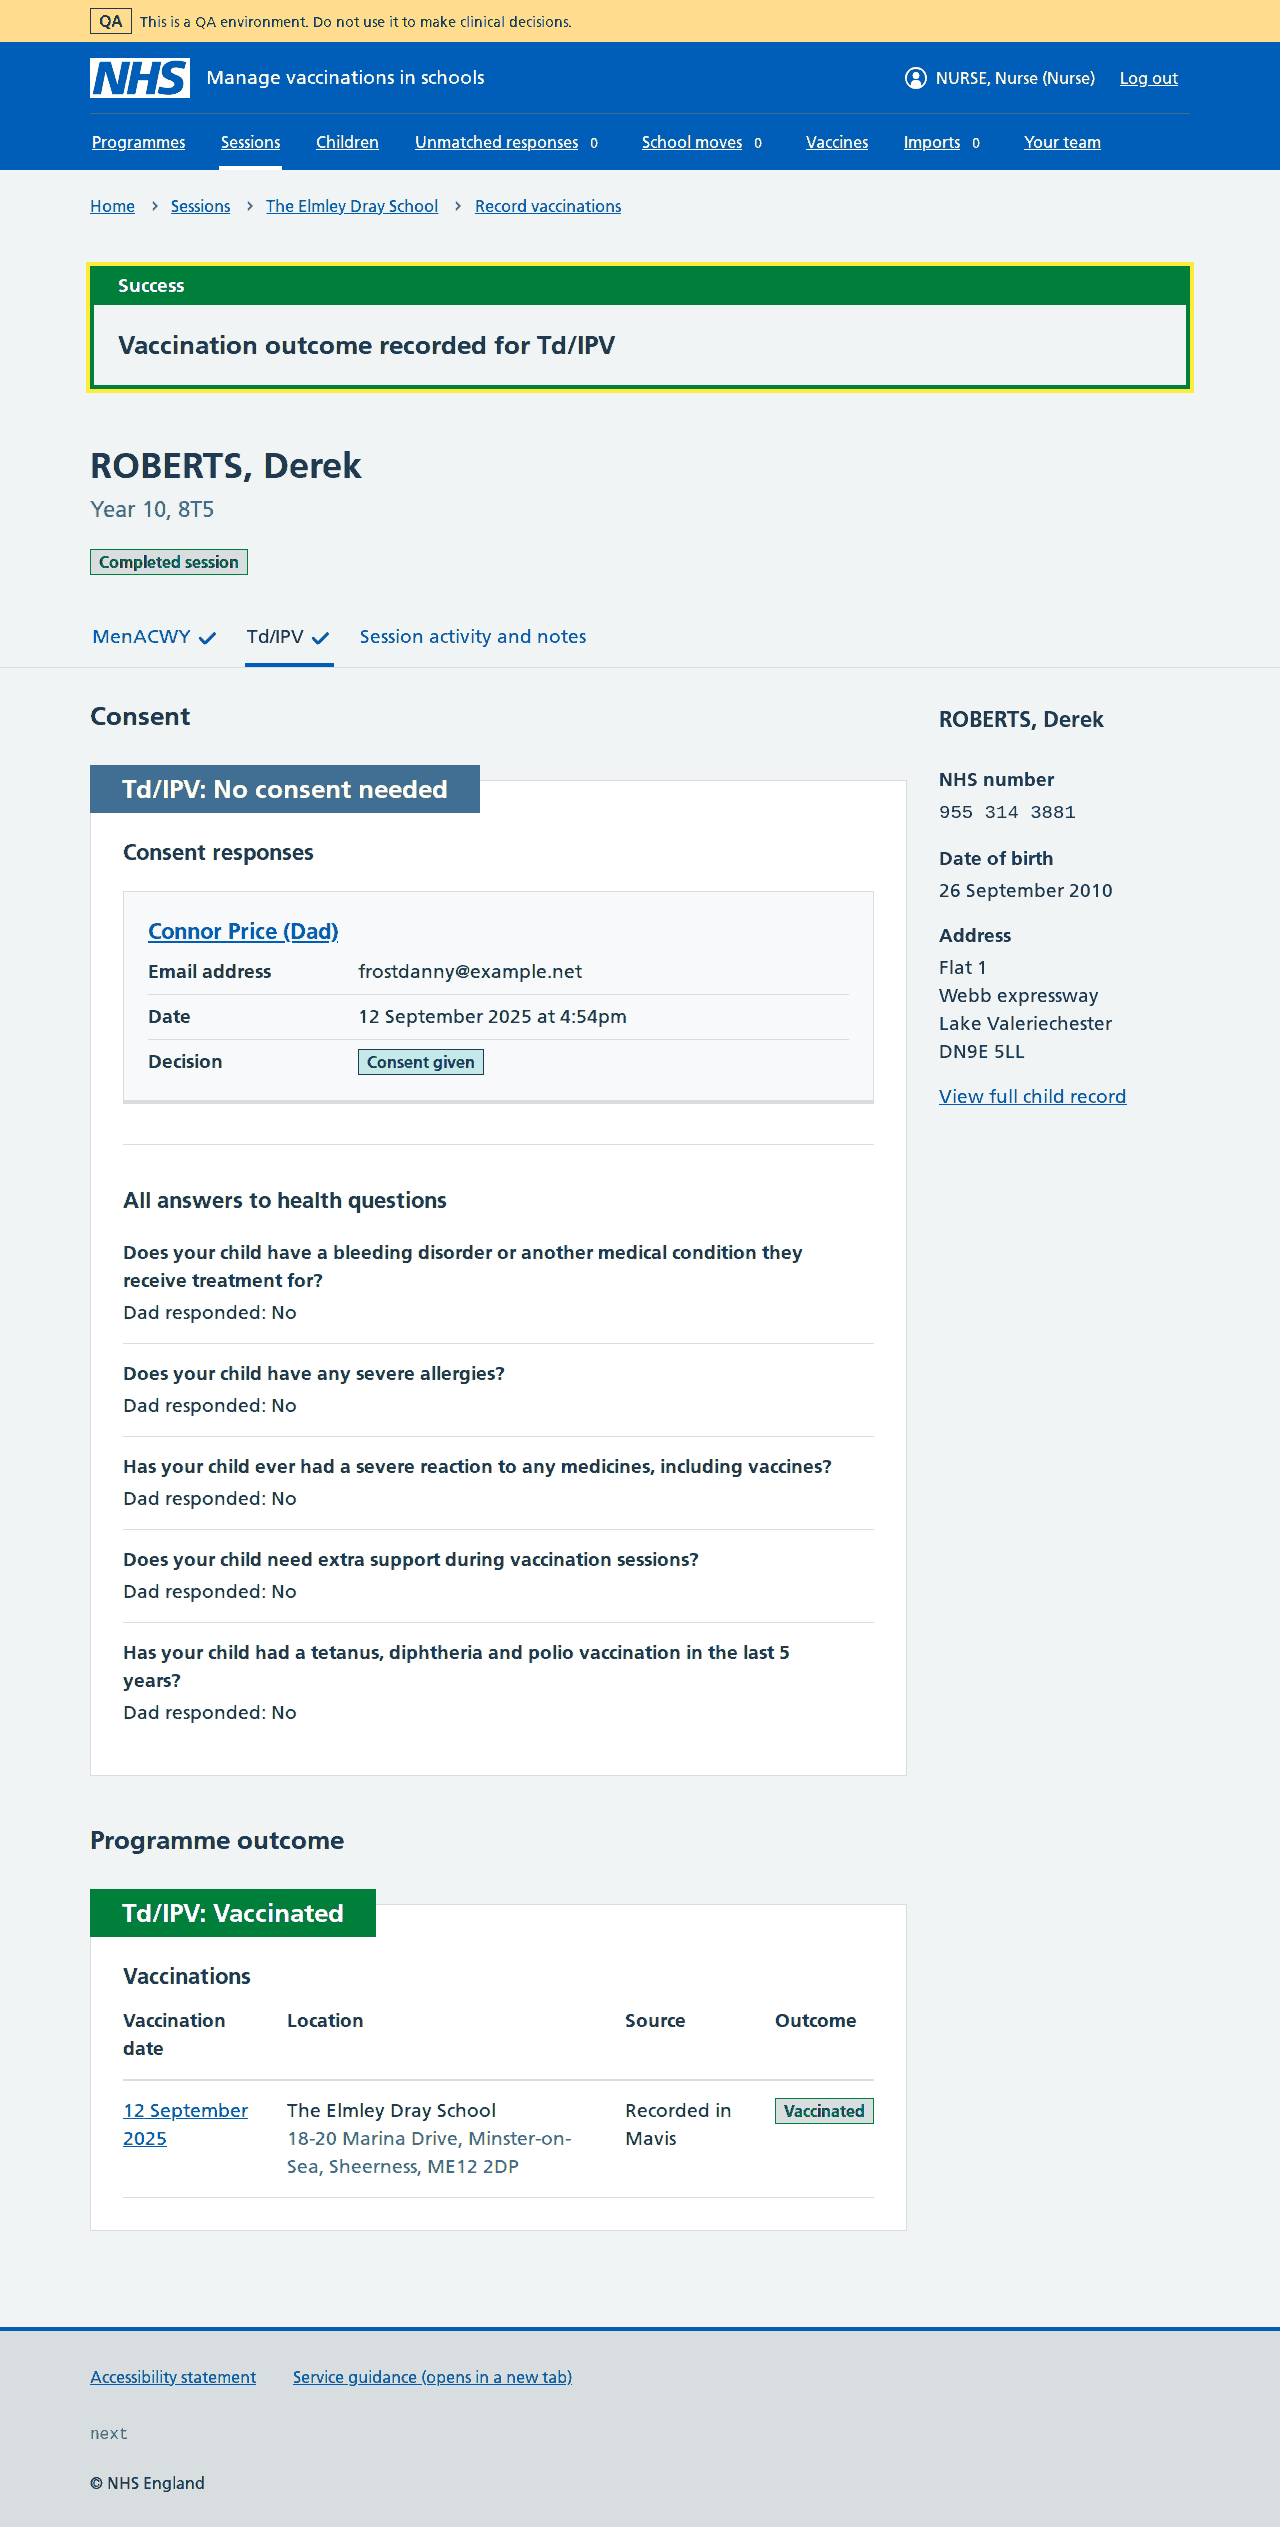 QA This is a QA environment. Do not use it to make clinical decisions.
NHS Manage vaccinations in schools NURSE, Nurse (Nurse) Log out
Programmes Sessions Children Unmatched responses 0 School moves 0 Vaccines Imports 0 Your team
Home Sessions The Elmley Dray School Record vaccinations
Success
Vaccination outcome recorded for Td/IPV
ROBERTS, Derek
Year 10, 8T5
Completed session
MenACWY Td/IPV Session activity and notes
Consent
Td/IPV: No consent needed
Consent responses
Connor Price (Dad)
Email address frostdanny@example.net
Date 12 September 2025 at 4:54pm
Decision Consent given
All answers to health questions
Does your child have a bleeding disorder or another medical condition they
receive treatment for?
Dad responded: No
Does your child have any severe allergies?
Dad responded: No
Has your child ever had a severe reaction to any medicines, including vaccines?
Dad responded: No
Does your child need extra support during vaccination sessions?
Dad responded: No
Has your child had a tetanus, diphtheria and polio vaccination in the last 5
years?
Dad responded: No
ROBERTS, Derek
NHS number
955 314 3881
Date of birth
26 September 2010
Address
Flat 1
Webb expressway
Lake Valeriechester
DN9E 5LL
View full child record
Programme outcome
Td/IPV: Vaccinated
Vaccinations
Vaccination Location Source Outcome
date
12 September The Elmley Dray School Recorded in Vaccinated
2025 18-20 Marina Drive, Minster-on- Mavis
Sea, Sheerness, ME12 2DP
Accessibility statement Service guidance (opens in a new tab)
next
© NHS England